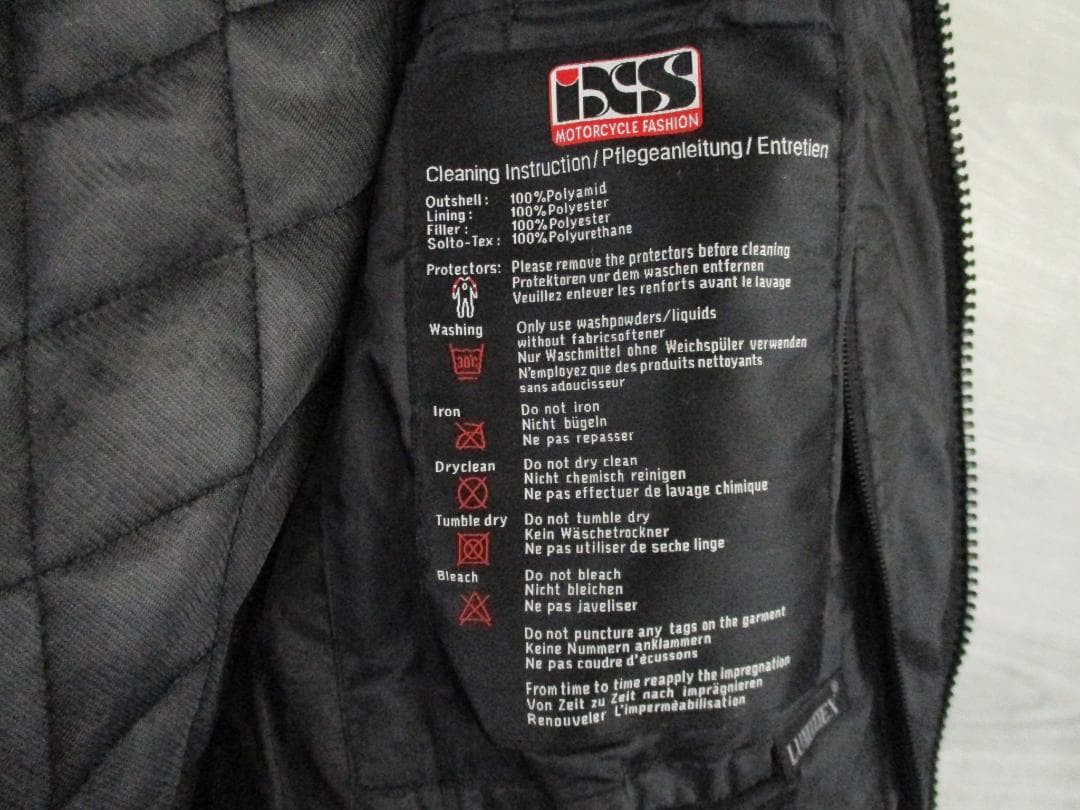 ixs
MOTORCYCLE FASHION
Cleaning Instruction / Pflegeanleitung / Entretien
Outshell: 100%Polyamid
Lining: 100%Polyester
Filler: 100%Polyester
Solto-Tex: 100%Polyurethane
Protectors: Please remove the protectors before cleaning
Protektoren vor dem waschen entfernen
Veuillez enlever les renforts avant le lavage
Washing Only use washpowders/liquids
without fabricsoftener
30°C Nur Waschmittel ohne Weichspüler verwenden
N'employez que des produits nettoyants
sans adoucisseur
Iron Do not iron
Nicht bügeln
Ne pas repasser
Dryclean Do not dry clean
Nicht chemisch reinigen
Ne pas effectuer de lavage chimique
Tumble dry Do not tumble dry
Kein Wäschetrockner
Ne pas utiliser de seche linge
Bleach Do not bleach
Nicht bleichen
Ne pas javeliser
Do not puncture any tags on the garment
Keine Nummern anklammern
Ne pas coudre d'ècussons
From time to time reapply the impregnation
Von Zeit zu Zeit nach imprägnieren
Renouveler L'impermèabilisation